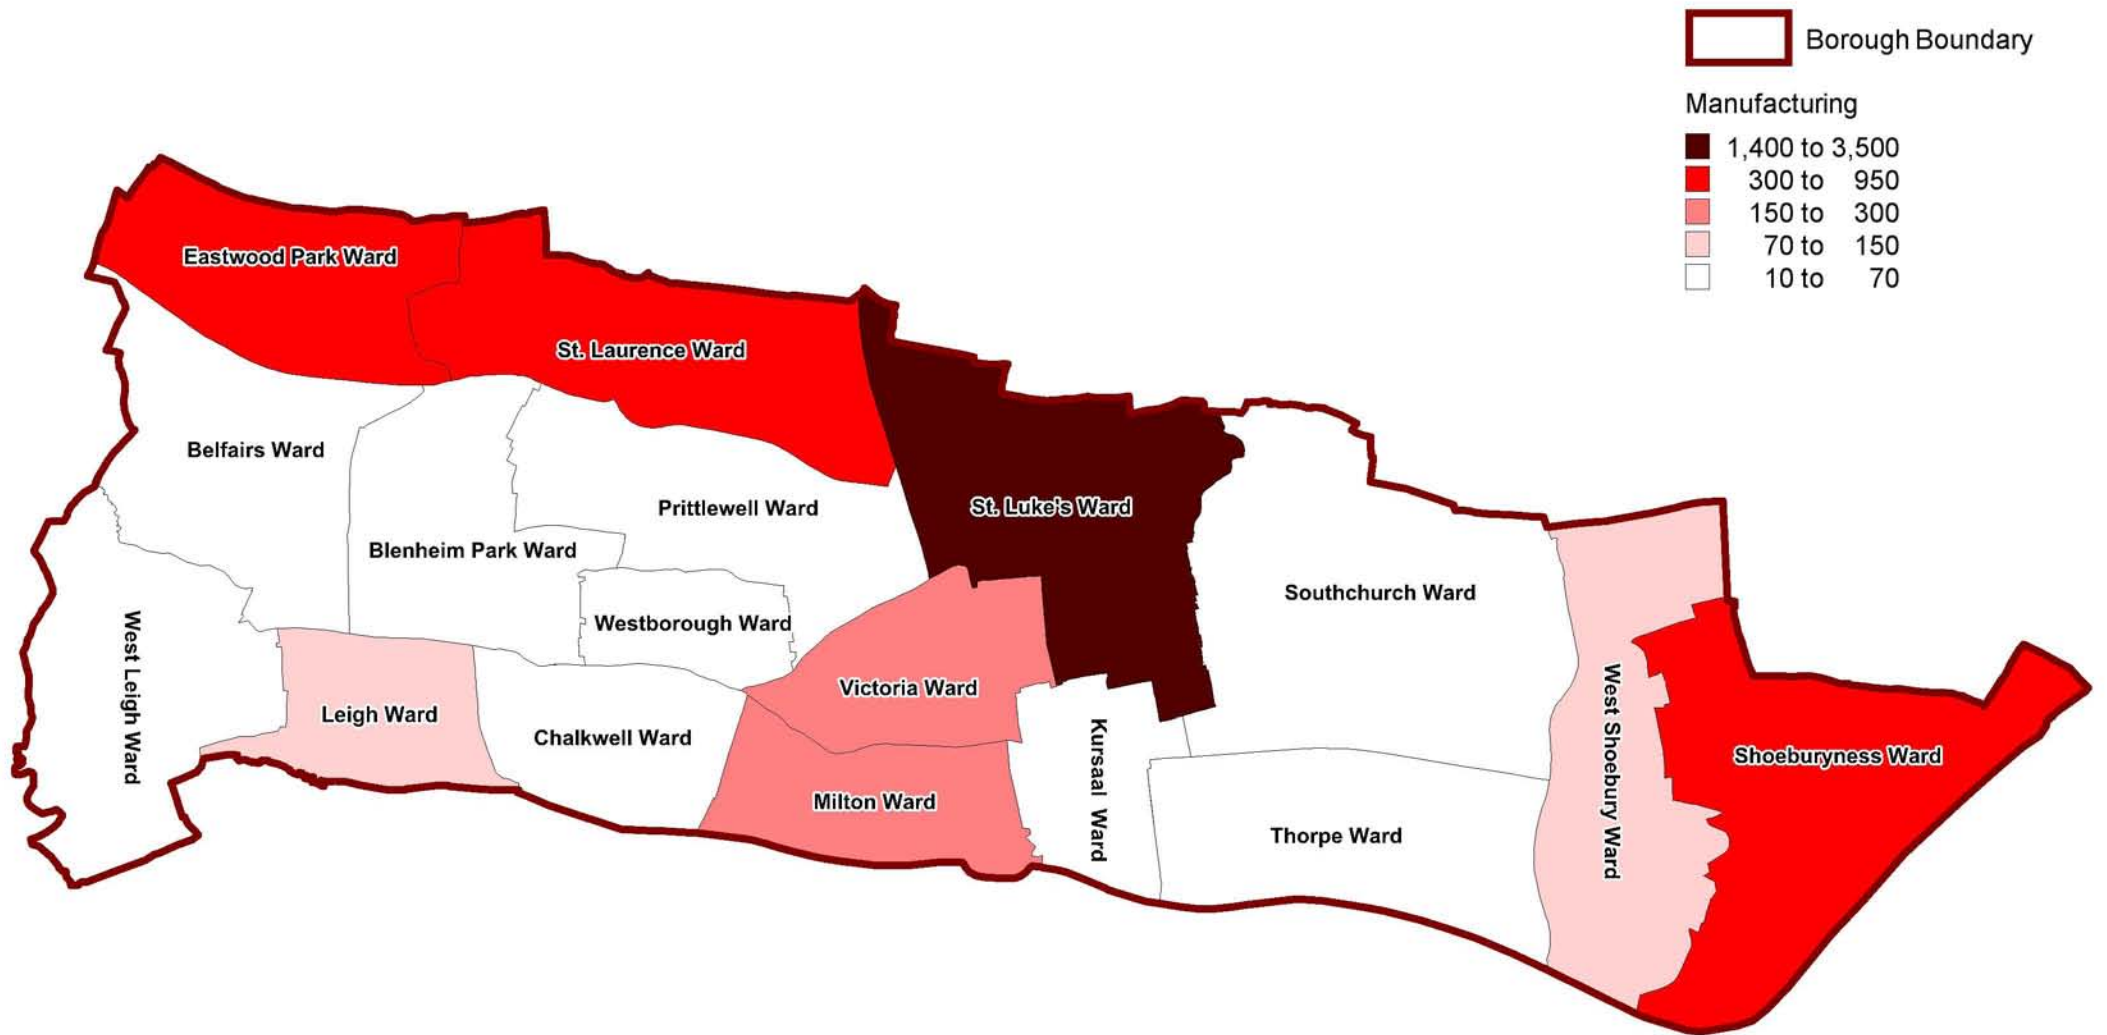 Borough Boundary
Manufacturing
1,400 to 3,500
300 to 950
150 to 300
70 to 150
10 to 70
Eastwood Park Ward
St. Laurence Ward
Belfairs Ward
Prittlewell Ward
St. Luke's Ward
Blenheim Park Ward
Southchurch Ward
Westborough Ward
West Leigh Ward
Victoria Ward
Leigh Ward
Chalkwell Ward
West Shoebury Ward
Shoeburyness Ward
Kursaal Ward
Milton Ward
Thorpe Ward